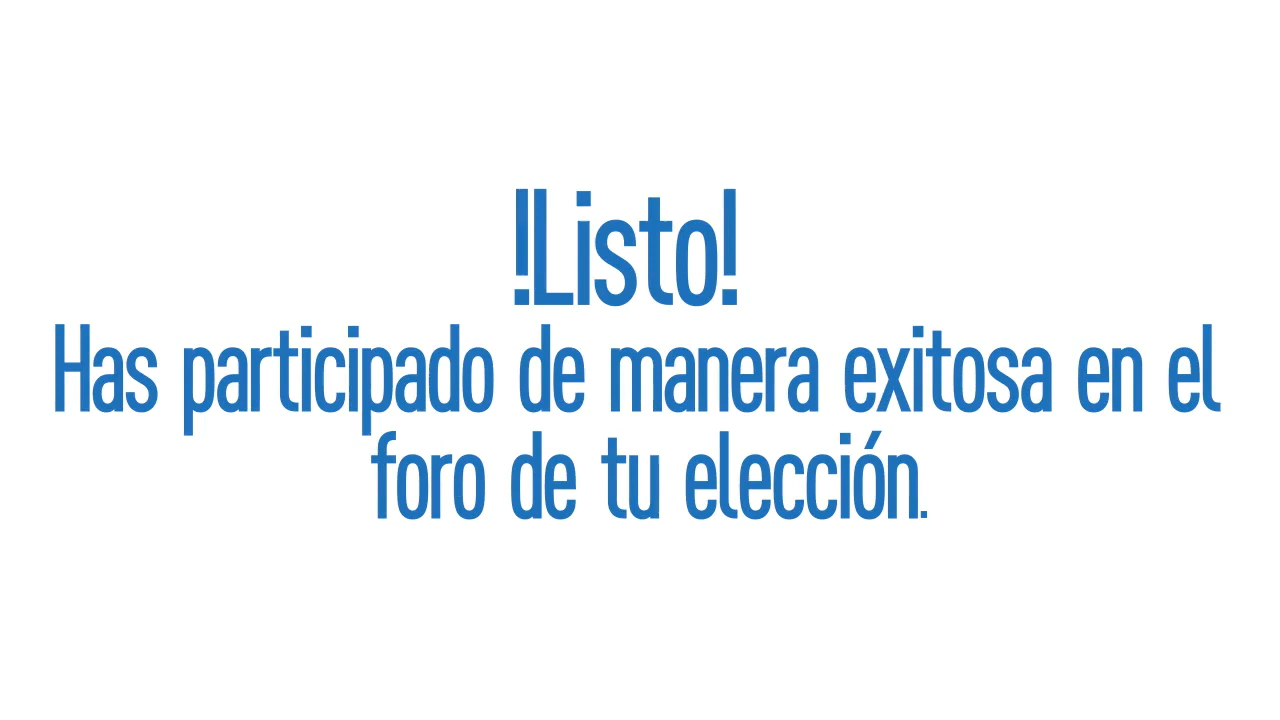 !Listo!
Has participado de manera exitosa en el
foro de tu elección.